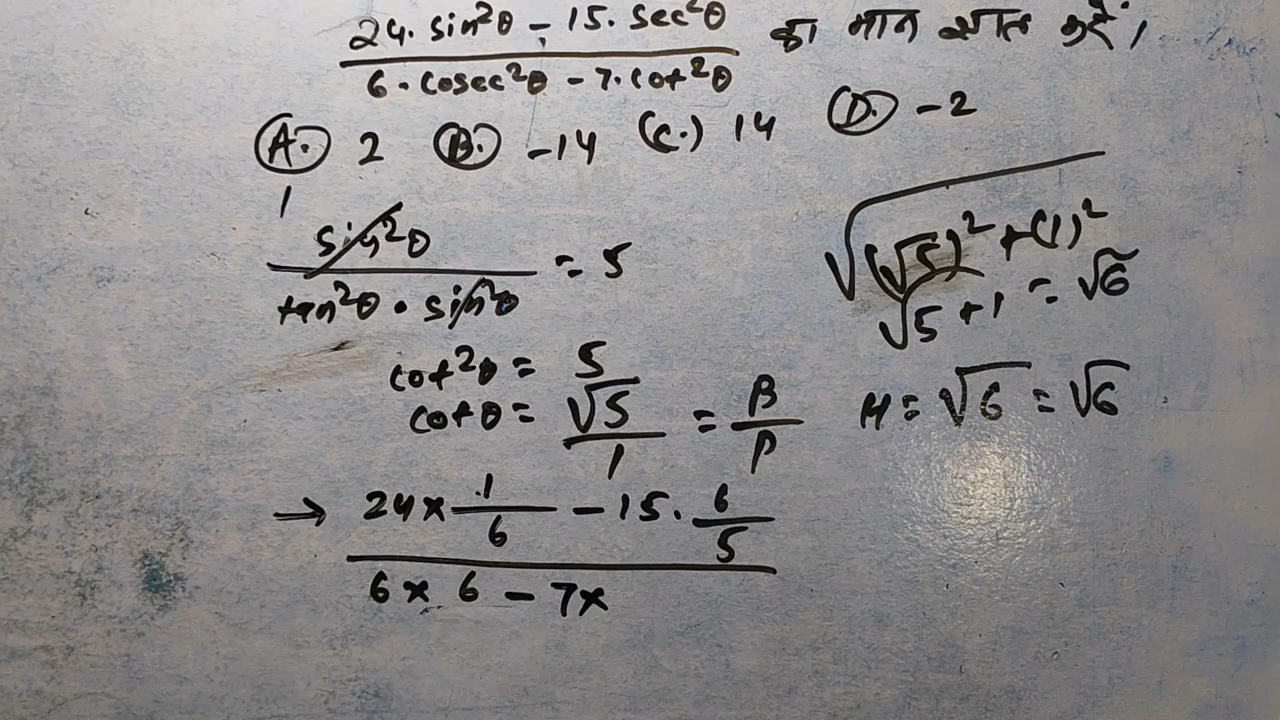 24. sin²θ - 15. sec²θ
6. cosec²θ - 7. cot²θ
का मान ज्ञात करें।
A. 2 B. -14 (C.) 14 D. -2
1
sin²θ
tan²θ . sin²θ
= 5
√(√5)² + (1)²
√5 + 1 = √6
cot²θ = 5
cotθ = √5/1 = B/P
H = √6 = √6
→ 24 × 1/6 - 15. 6/5
6 × 6 - 7 ×